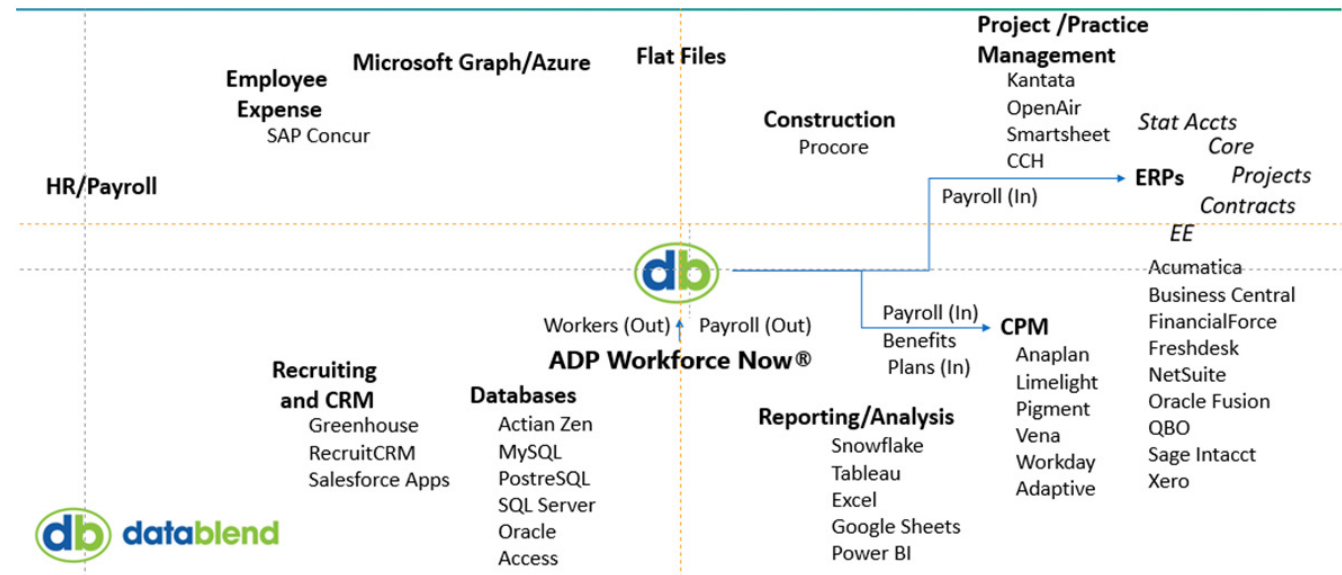 Project /Practice
Management
Kantata
OpenAir
Smartsheet
CCH
Flat Files
Microsoft Graph/Azure
Employee
Expense
SAP Concur
Construction
Procore
HR/Payroll
Stat Accts
Core
ERPs
Projects
Contracts
EE
Payroll (In)
Acumatica
Business Central
FinancialForce
Freshdesk
NetSuite
Oracle Fusion
QBO
Sage Intacct
Xero
db
Workers (Out)
Payroll (Out)
ADP Workforce Now®
Payroll (In)
Benefits
Plans (In)
CPM
Anaplan
Limelight
Pigment
Vena
Workday
Adaptive
Recruiting
and CRM
Greenhouse
RecruitCRM
Salesforce Apps
Databases
Actian Zen
MySQL
PostreSQL
SQL Server
Oracle
Access
Reporting/Analysis
Snowflake
Tableau
Excel
Google Sheets
Power BI
db datablend